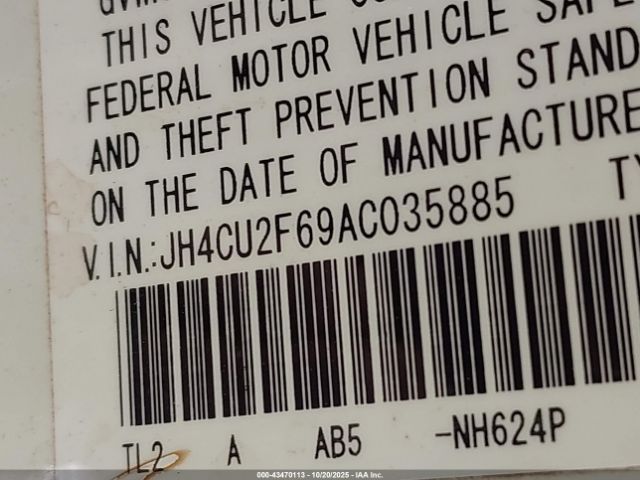 THIS VEHICLE
FEDERAL MOTOR VEHICLE
AND THEFT PREVENTION STAND
ON THE DATE OF MANUFACTURE
V.I.N.:JH4CU2F69AC035885
TL2 A AB5 -NH624P
000-43470113 - 10/20/2025 - IAA Inc.